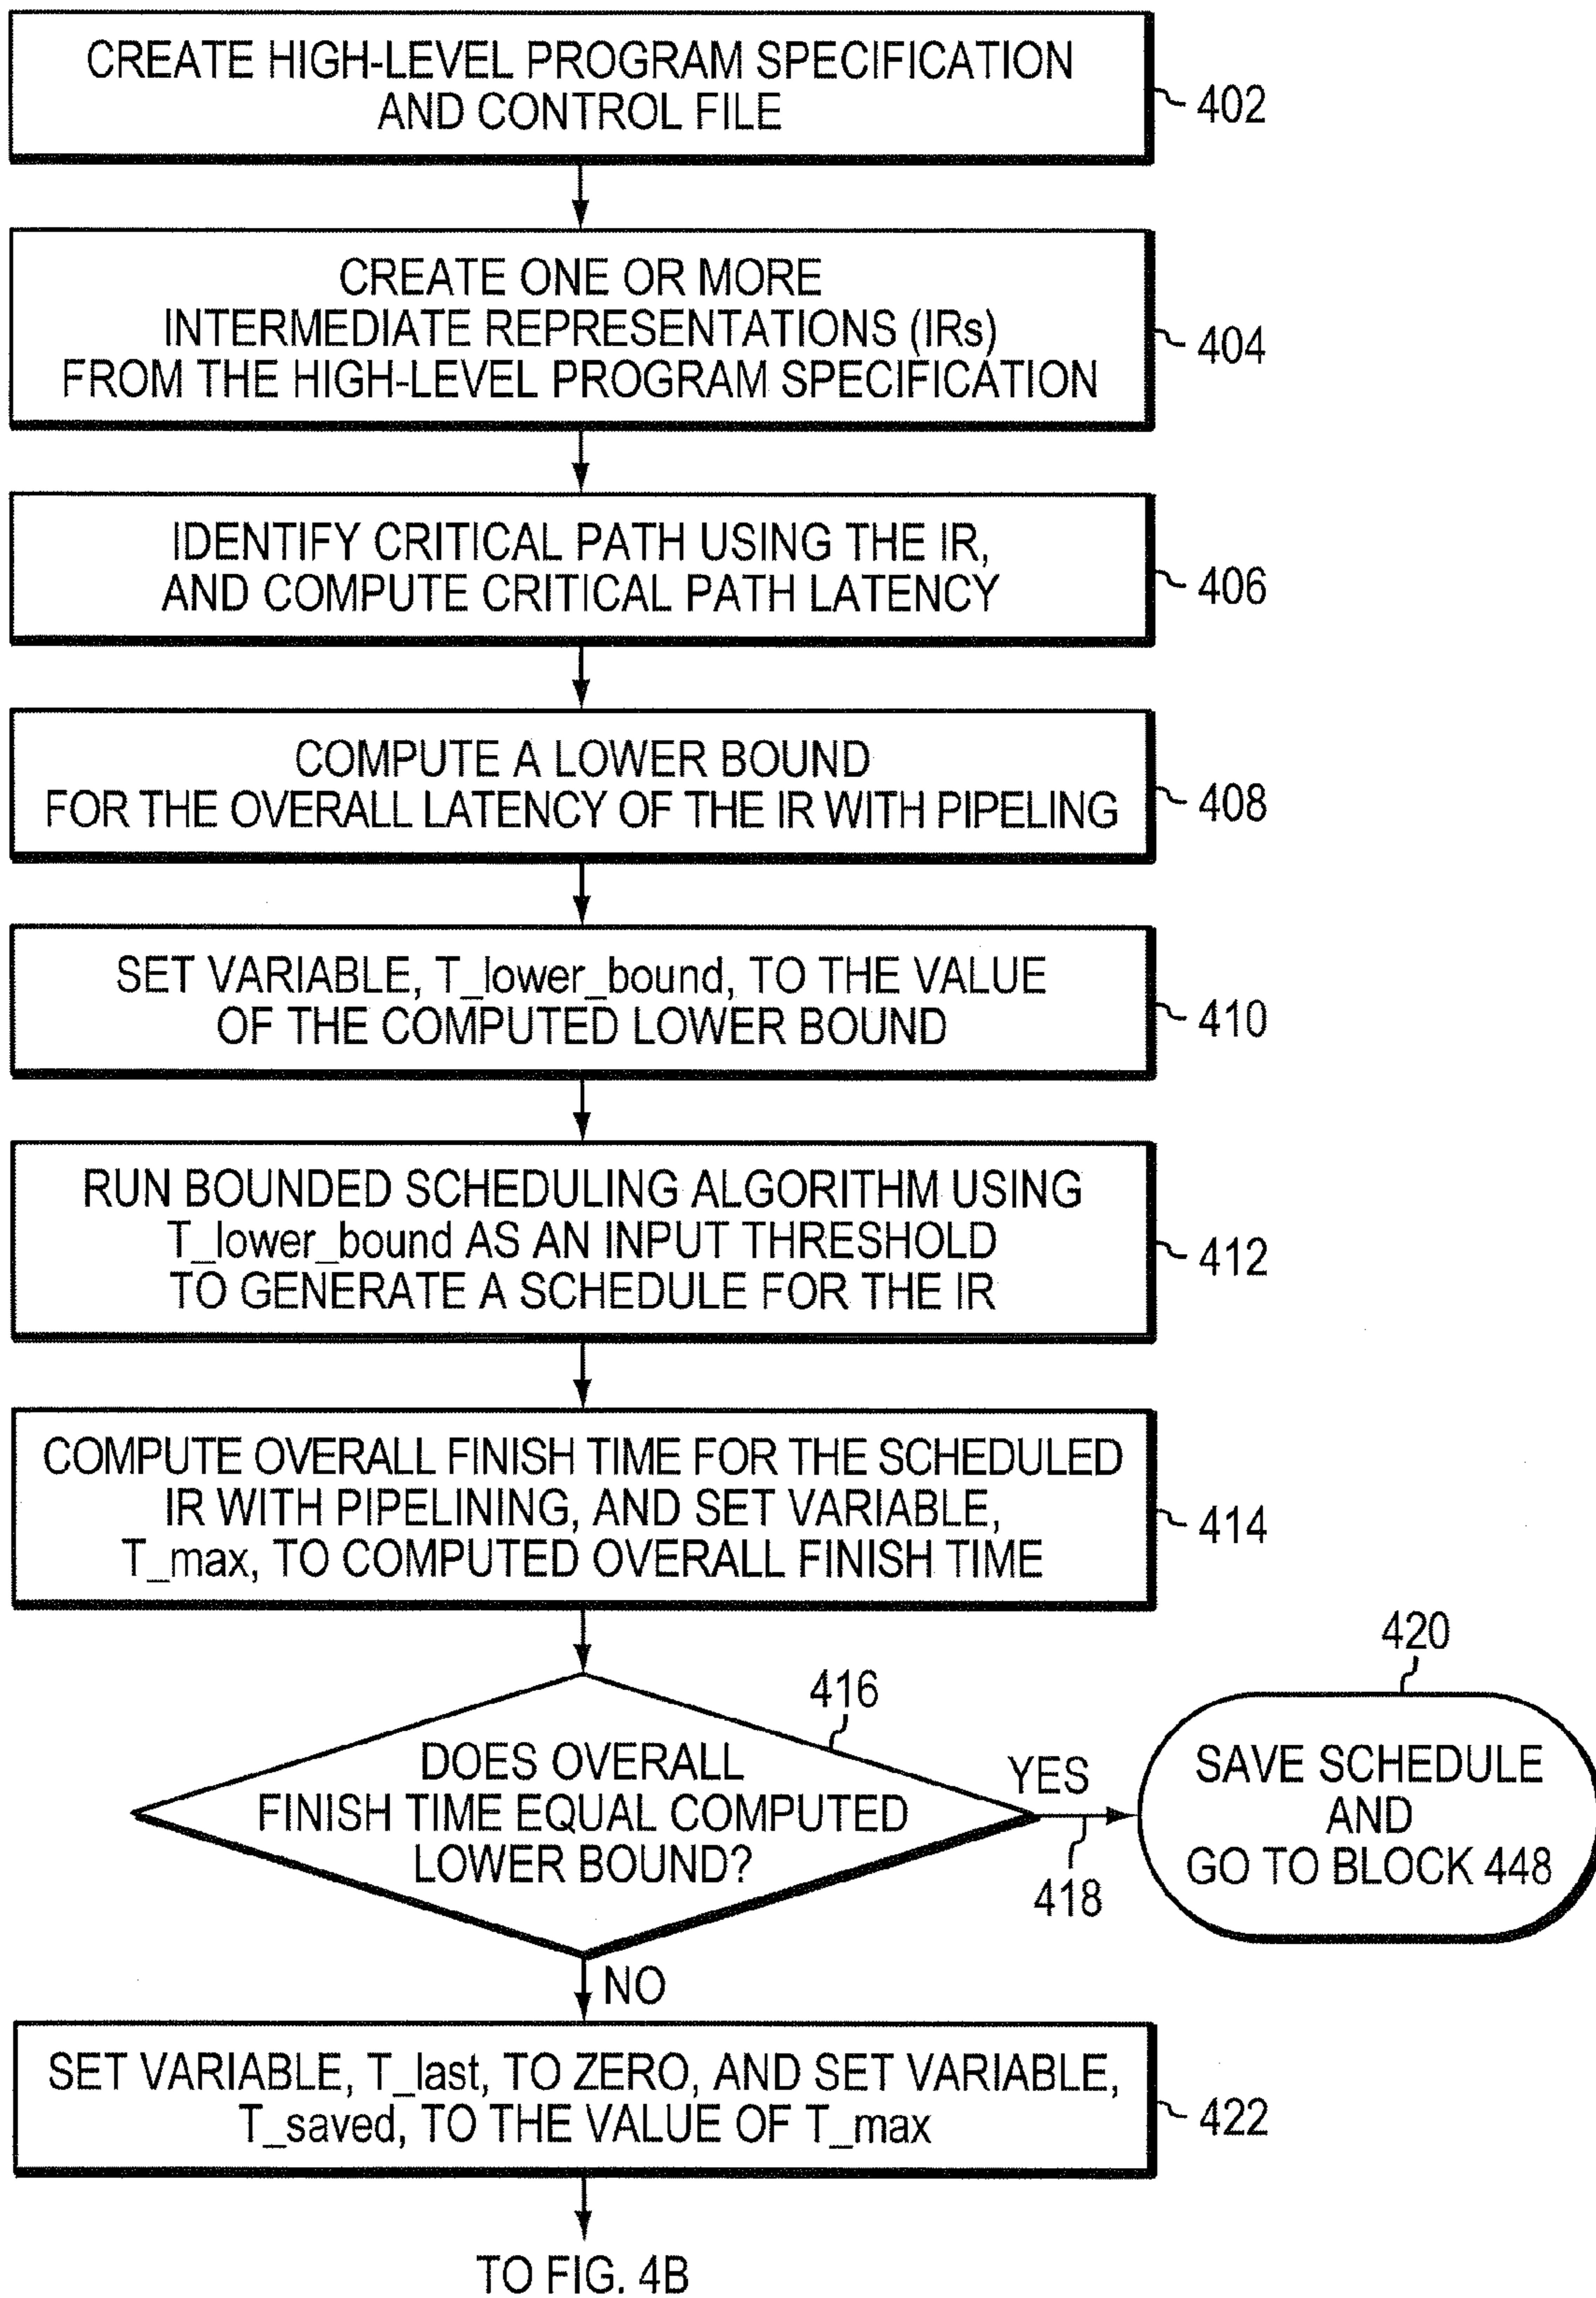 CREATE HIGH-LEVEL PROGRAM SPECIFICATION
AND CONTROL FILE
402
CREATE ONE OR MORE
INTERMEDIATE REPRESENTATIONS (IRs)
FROM THE HIGH-LEVEL PROGRAM SPECIFICATION
404
IDENTIFY CRITICAL PATH USING THE IR,
AND COMPUTE CRITICAL PATH LATENCY
406
COMPUTE A LOWER BOUND
FOR THE OVERALL LATENCY OF THE IR WITH PIPELING
408
SET VARIABLE, T_lower_bound, TO THE VALUE
OF THE COMPUTED LOWER BOUND
410
RUN BOUNDED SCHEDULING ALGORITHM USING
T_lower_bound AS AN INPUT THRESHOLD
TO GENERATE A SCHEDULE FOR THE IR
412
COMPUTE OVERALL FINISH TIME FOR THE SCHEDULED
IR WITH PIPELINING, AND SET VARIABLE,
T_max, TO COMPUTED OVERALL FINISH TIME
414
416
DOES OVERALL
FINISH TIME EQUAL COMPUTED
LOWER BOUND?
YES
418
420
SAVE SCHEDULE
AND
GO TO BLOCK 448
NO
SET VARIABLE, T_last, TO ZERO, AND SET VARIABLE,
T_saved, TO THE VALUE OF T_max
422
TO FIG. 4B